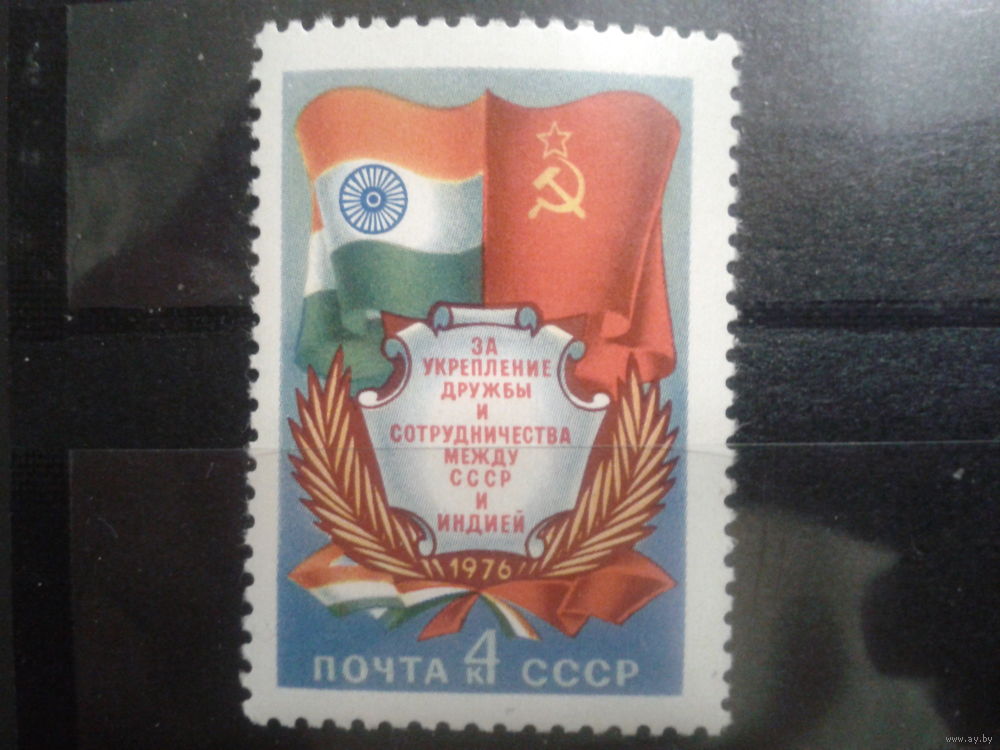 ЗА
УКРЕПЛЕНИЕ
ДРУЖБЫ
И
СОТРУДНИЧЕСТВА
МЕЖДУ
СССР
И
ИНДИЕЙ
1976
ПОЧТА 4 К СССР
www.ay.by